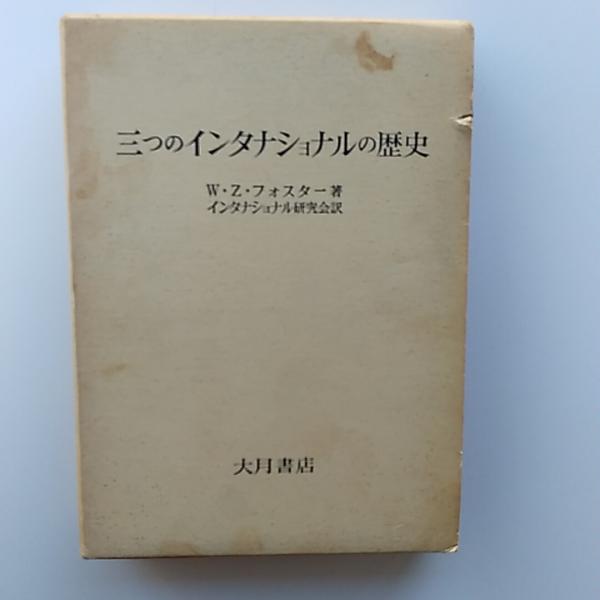 三つのインタナショナルの歴史
W・Z・フォスター著
インタナショナル研究会訳
大月書店